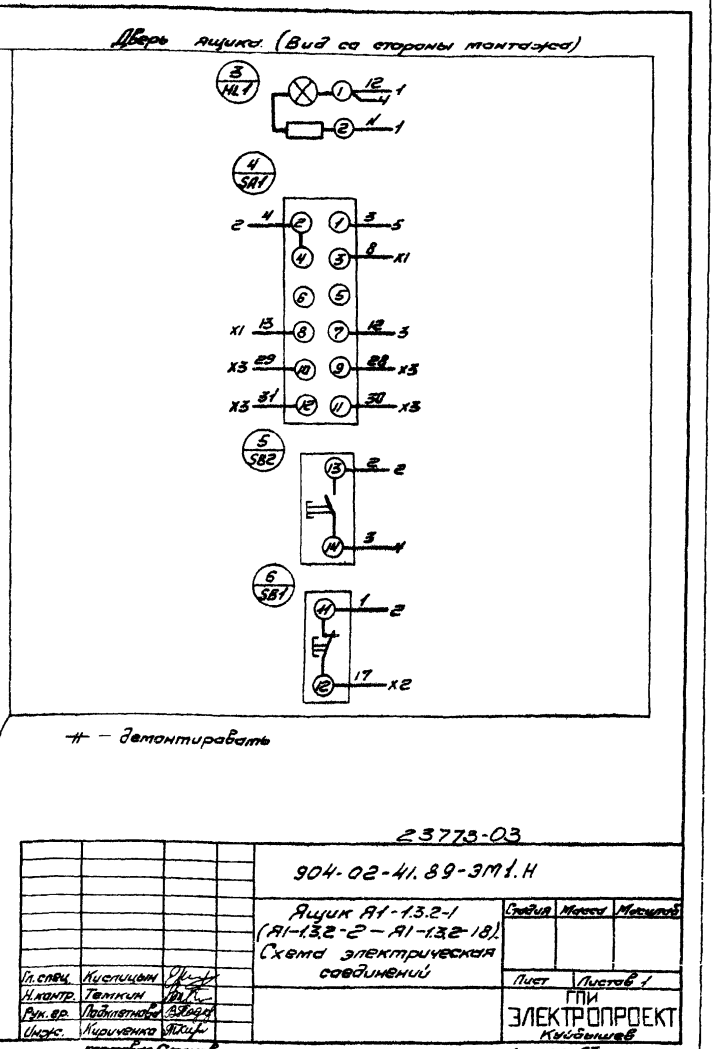 Дверь ящика. (Вид со стороны монтажа)
3
HL1
1 12 1
4
2 N 1
4
SA1
2 4 2 1 3 5
4 3 8 X1
6 5
X1 13 8 7 12 3
X3 29 10 9 28 X3
X3 31 12 11 30 X3
5
SB2
13 2 2
14 3 4
6
SB1
11 1 2
12 17 X2
— демонтировать
23773-03
904-02-41.89-ЭМ1.Н
Ящик Я1-1.3.2-1
(Я1-1.3.2-2 — Я1-1.3.2-18).
Схема электрическая
соединений
Стадия Масса Масштаб
Лист Листов 1
Гл.спец. Кислицын
Н.контр. Темкин
Рук.гр.
Инж. Кириченко
ГПИ
ЭЛЕКТРОПРОЕКТ
Куйбышев